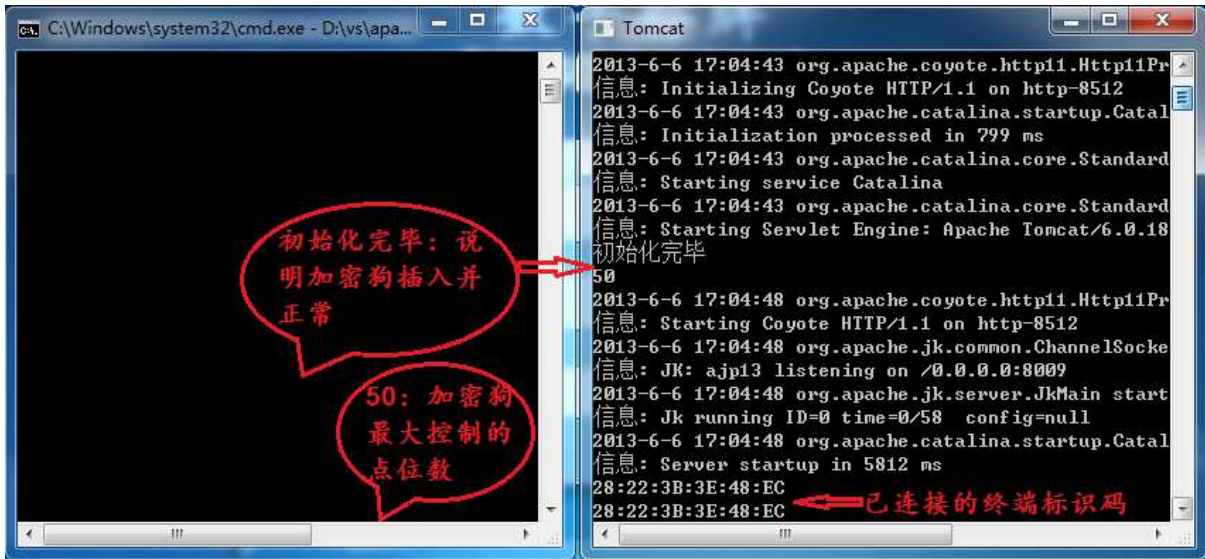 C:\Windows\system32\cmd.exe - D:\vs\apa...
初始化完毕：说
明加密狗插入并
正常
50：加密狗
最大控制的
点位数
Tomcat
2013-6-6 17:04:43 org.apache.coyote.http11.Http11Pr
信息: Initializing Coyote HTTP/1.1 on http-8512
2013-6-6 17:04:43 org.apache.catalina.startup.Catal
信息: Initialization processed in 799 ms
2013-6-6 17:04:43 org.apache.catalina.core.Standard
信息: Starting service Catalina
2013-6-6 17:04:43 org.apache.catalina.core.Standard
信息: Starting Servlet Engine: Apache Tomcat/6.0.18
初始化完毕
50
2013-6-6 17:04:48 org.apache.coyote.http11.Http11Pr
信息: Starting Coyote HTTP/1.1 on http-8512
2013-6-6 17:04:48 org.apache.jk.common.ChannelSocke
信息: JK: ajp13 listening on /0.0.0.0:8009
2013-6-6 17:04:48 org.apache.jk.server.JkMain start
信息: Jk running ID=0 time=0/58  config=null
2013-6-6 17:04:48 org.apache.catalina.startup.Catal
信息: Server startup in 5812 ms
28:22:3B:3E:48:EC
28:22:3B:3E:48:EC
已连接的终端标识码